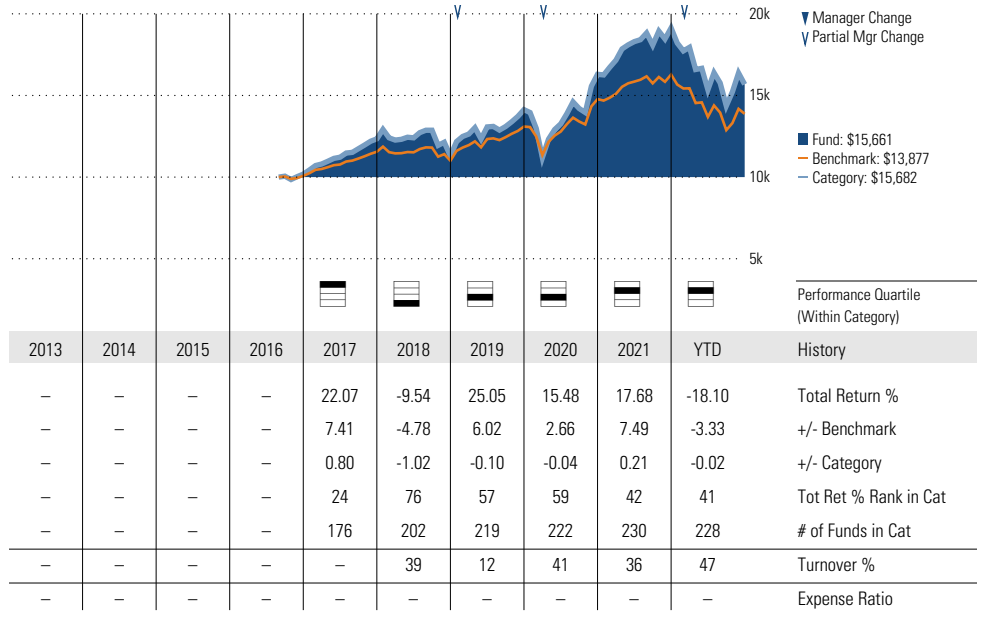 20k
15k
10k
5k
Manager Change
Partial Mgr Change
Fund: $15,661
Benchmark: $13,877
Category: $15,682
Performance Quartile
(Within Category)
2013 2014 2015 2016 2017 2018 2019 2020 2021 YTD History
– – – – 22.07 -9.54 25.05 15.48 17.68 -18.10 Total Return %
– – – – 7.41 -4.78 6.02 2.66 7.49 -3.33 +/- Benchmark
– – – – 0.80 -1.02 -0.10 -0.04 0.21 -0.02 +/- Category
– – – – 24 76 57 59 42 41 Tot Ret % Rank in Cat
– – – – 176 202 219 222 230 228 # of Funds in Cat
– – – – – 39 12 41 36 47 Turnover %
– – – – – – – – – – Expense Ratio